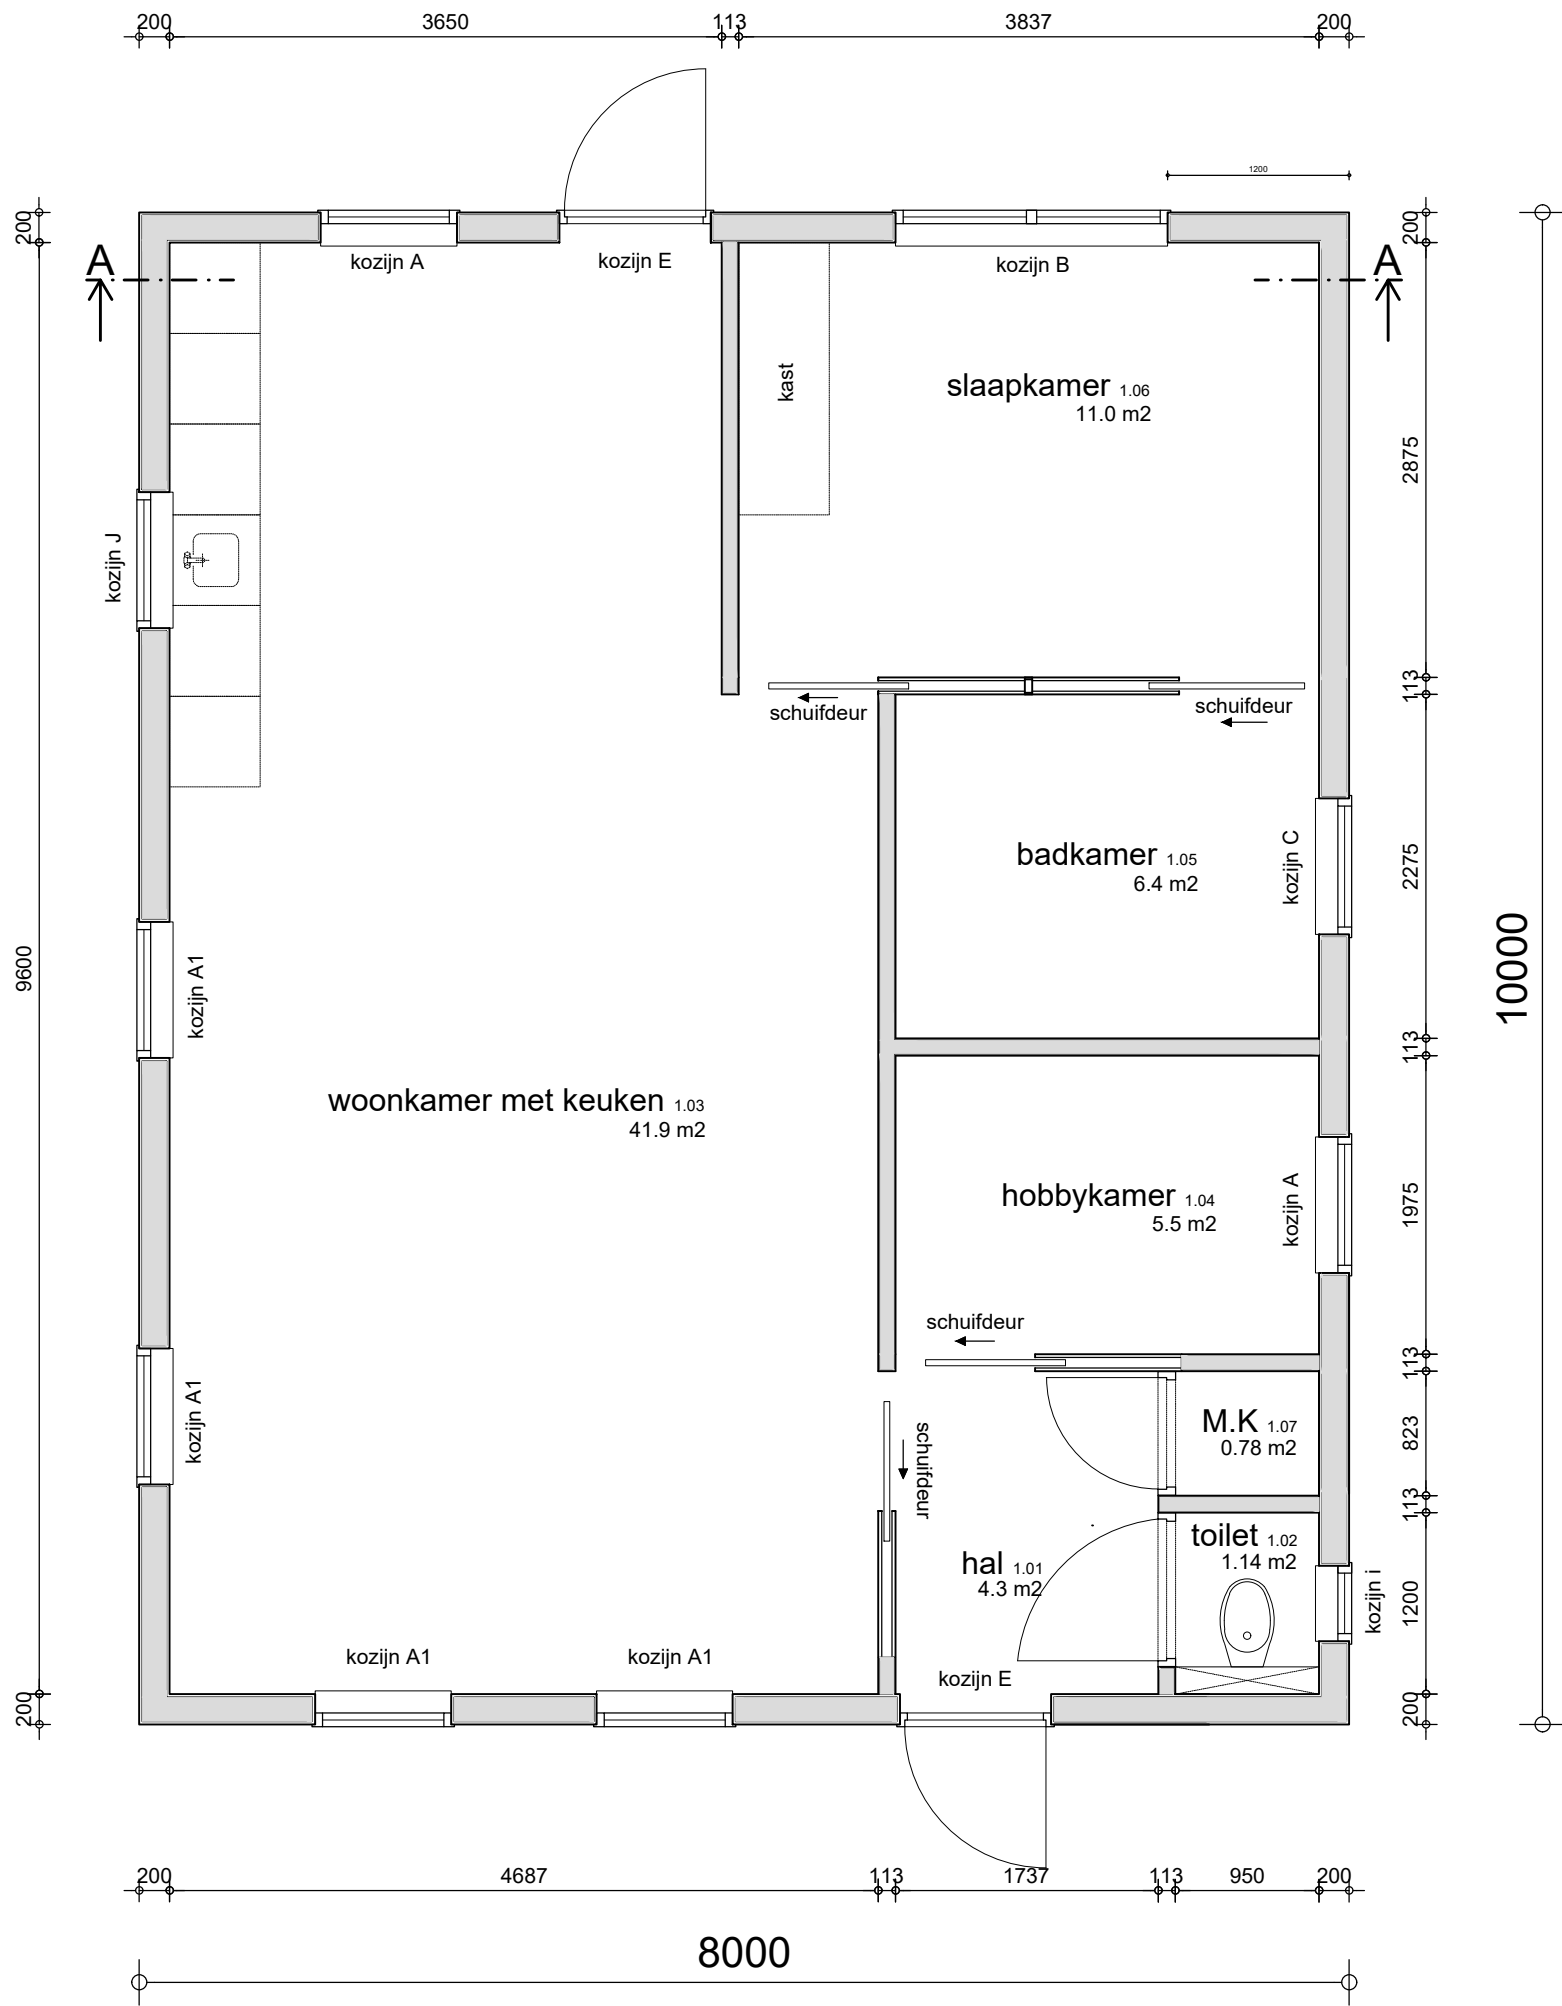 200 3650 113 3837 200
1200
200
200
A
A
kozijn A
kozijn E
kozijn B
kast
slaapkamer 1.06
11.0 m2
2875
kozijn J
113
schuifdeur
schuifdeur
badkamer 1.05
6.4 m2
kozijn C
2275
9600
kozijn A1
10000
113
woonkamer met keuken 1.03
41.9 m2
hobbykamer 1.04
5.5 m2
kozijn A
1975
schuifdeur
113
kozijn A1
schuifdeur
M.K 1.07
0.78 m2
823
113
toilet 1.02
1.14 m2
hal 1.01
4.3 m2
kozijn i
1200
kozijn A1
kozijn A1
kozijn E
200
200
200 4687 113 1737 113 950 200
8000